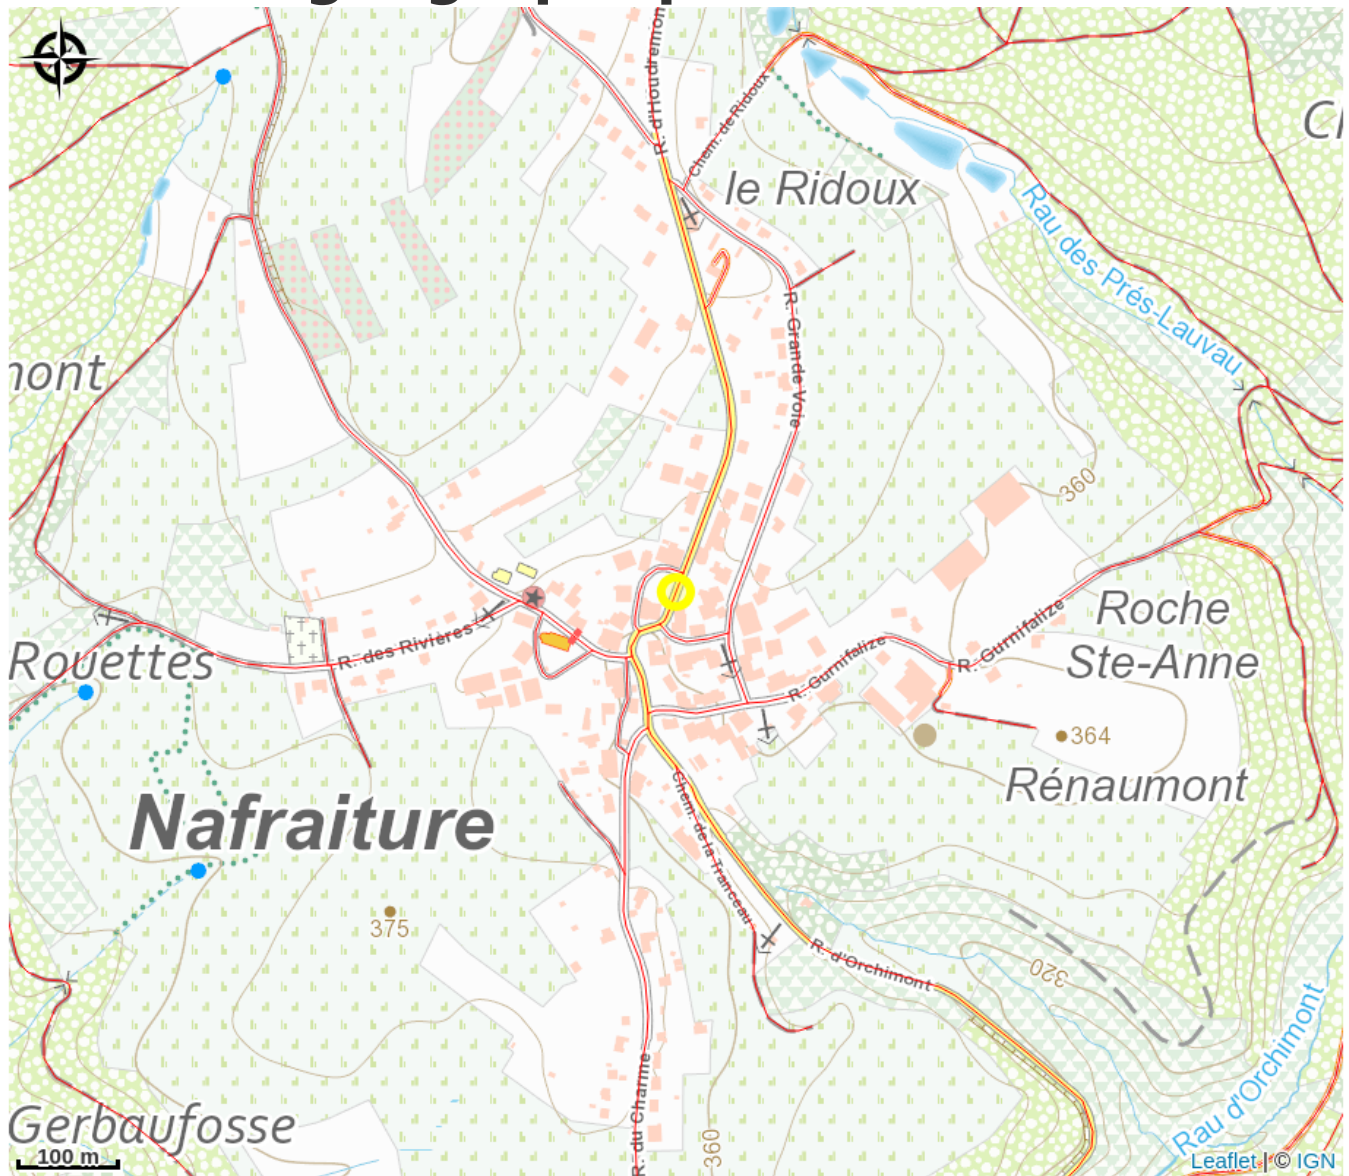 R. d'Houdremont
Chem. de Ridoux
le Ridoux
Rau des Prés-Lauvau
R. Grande Voie
mont
360
Roche
Ste-Anne
R. Gurnifalize
R. Gurnifalize
R. des Rivières
Rouettes
364
Rénaumont
Nafraiture
Chem. de la Tranceau
375
R. d'Orchimont
320
Rau d'Orchimont
R. du Charme
360
Gerbaufosse
100 m
Leaflet | © IGN